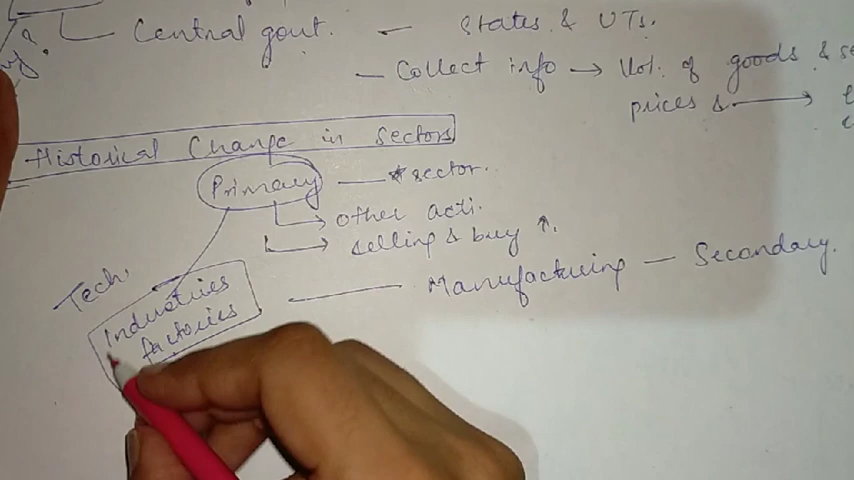 Central govt. — States & UTs.
— Collect info → Vol. of goods &
prices &
Historical Change in Sectors
Primary — * sector.
→ other acti.
→ selling & buy ↑.
Tech.
Industries — Manufacturing — Secondary.
factories